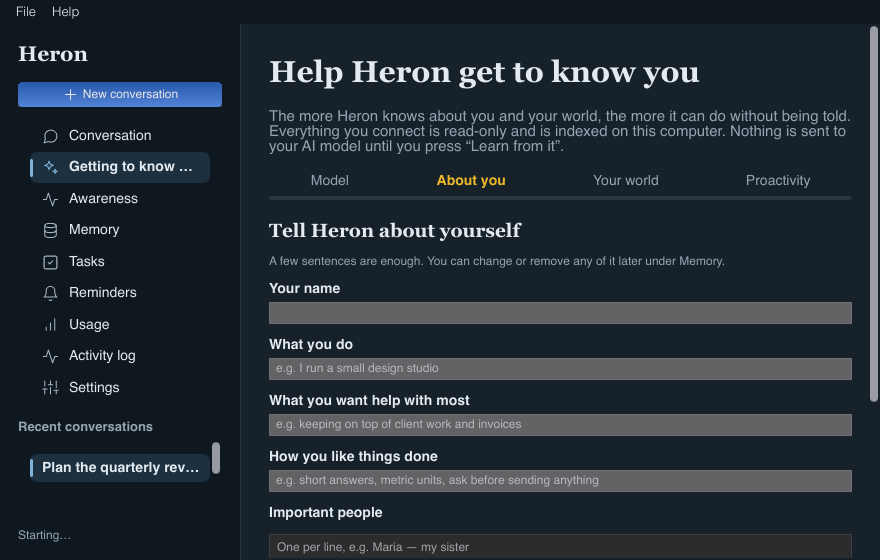 File Help
Heron
New conversation
Conversation
Getting to know ...
Awareness
Memory
Tasks
Reminders
Usage
Activity log
Settings
Recent conversations
Plan the quarterly rev...
Starting...
Help Heron get to know you
The more Heron knows about you and your world, the more it can do without being told.
Everything you connect is read-only and is indexed on this computer. Nothing is sent to
your AI model until you press “Learn from it”.
Model About you Your world Proactivity
Tell Heron about yourself
A few sentences are enough. You can change or remove any of it later under Memory.
Your name
What you do
e.g. I run a small design studio
What you want help with most
e.g. keeping on top of client work and invoices
How you like things done
e.g. short answers, metric units, ask before sending anything
Important people
One per line, e.g. Maria — my sister